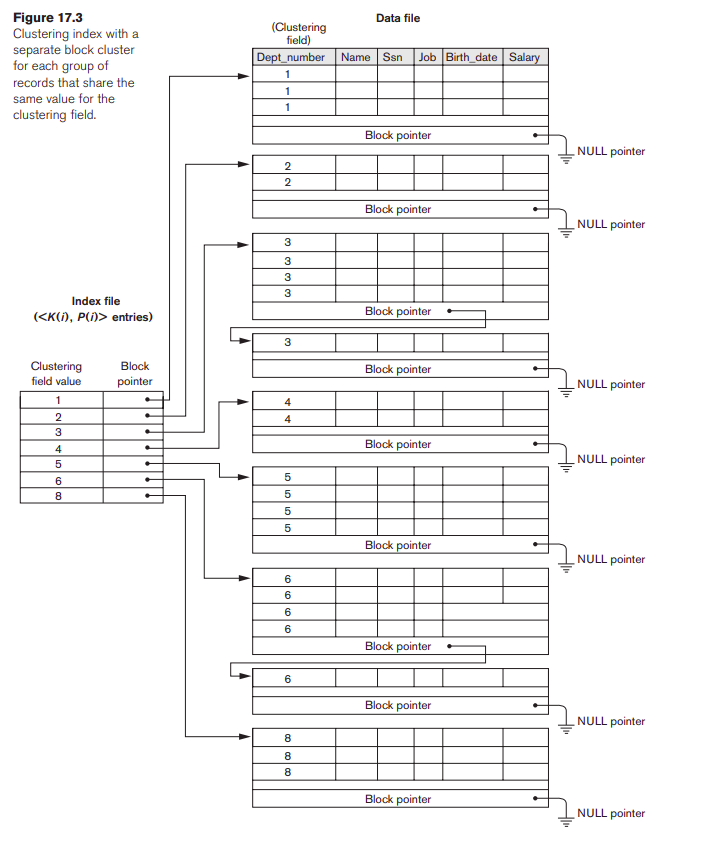 Figure 17.3
Clustering index with a
separate block cluster
for each group of
records that share the
same value for the
clustering field.
Data file
(Clustering
field)
Dept_number Name Ssn Job Birth_date Salary
1
1
1
Block pointer
NULL pointer
2
2
Block pointer
NULL pointer
3
3
3
3
Block pointer
3
Block pointer
NULL pointer
4
4
Block pointer
NULL pointer
5
5
5
5
Block pointer
NULL pointer
6
6
6
6
Block pointer
6
Block pointer
NULL pointer
8
8
8
Block pointer
NULL pointer
Index file
(<K(i), P(i)> entries)
Clustering
field value
Block
pointer
1
2
3
4
5
6
8